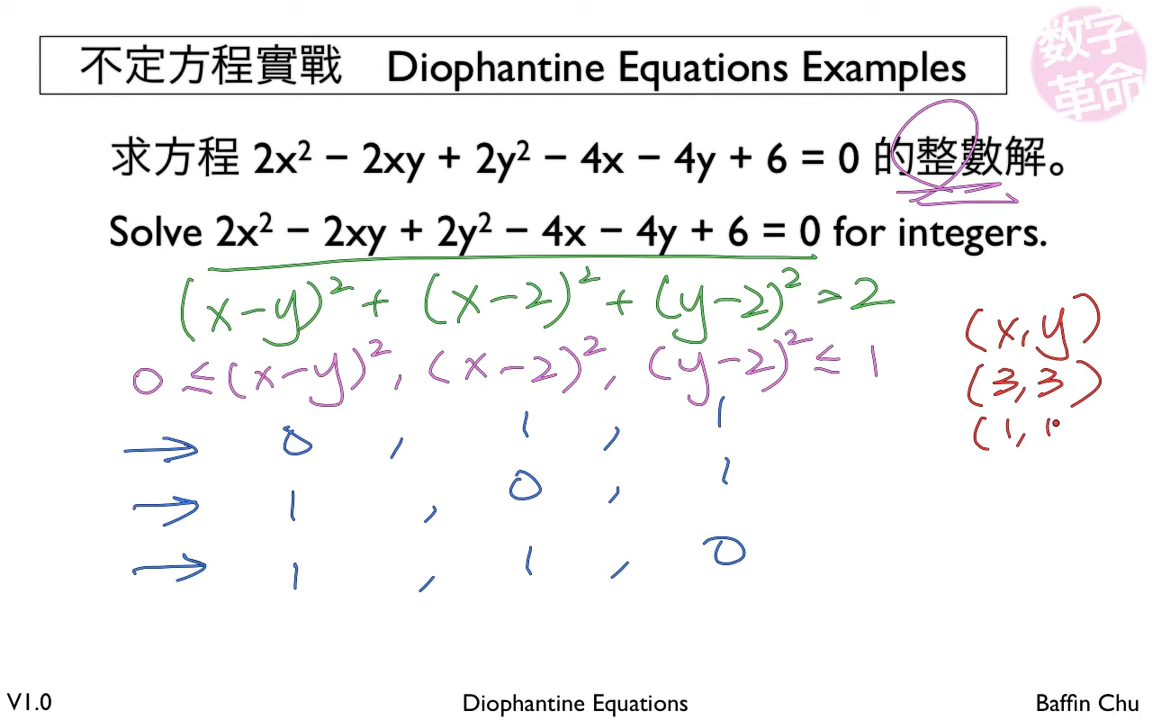 不定方程實戰 Diophantine Equations Examples
数字
革命
求方程 2x² − 2xy + 2y² − 4x − 4y + 6 = 0 的整數解。
Solve 2x² − 2xy + 2y² − 4x − 4y + 6 = 0 for integers.
(x−y)² + (x−2)² + (y−2)² = 2
(x, y)
0 ≤ (x−y)², (x−2)², (y−2)² ≤ 1
(3, 3)
→ 0 , 1 , 1
(1, 1
→ 1 , 0 , 1
→ 1 , 1 , 0
V1.0 Diophantine Equations Baffin Chu